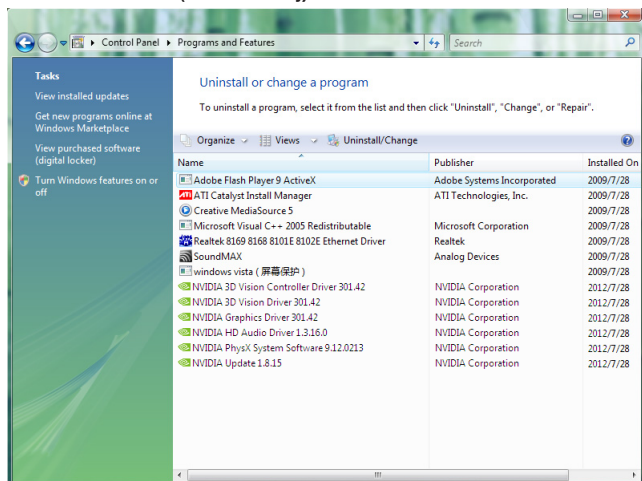 Control Panel ▸ Programs and Features
Search
Tasks
View installed updates
Get new programs online at
Windows Marketplace
View purchased software
(digital locker)
Turn Windows features on or
off
Uninstall or change a program
To uninstall a program, select it from the list and then click "Uninstall", "Change", or "Repair".
Organize Views Uninstall/Change
Name Publisher Installed On
Adobe Flash Player 9 ActiveX Adobe Systems Incorporated 2009/7/28
ATI Catalyst Install Manager ATI Technologies, Inc. 2009/7/28
Creative MediaSource 5 2009/7/28
Microsoft Visual C++ 2005 Redistributable Microsoft Corporation 2009/7/28
Realtek 8169 8168 8101E 8102E Ethernet Driver Realtek 2009/7/28
SoundMAX Analog Devices 2009/7/28
windows vista ( 屏幕保护 ) 2009/7/28
NVIDIA 3D Vision Controller Driver 301.42 NVIDIA Corporation 2012/7/28
NVIDIA 3D Vision Driver 301.42 NVIDIA Corporation 2012/7/28
NVIDIA Graphics Driver 301.42 NVIDIA Corporation 2012/7/28
NVIDIA HD Audio Driver 1.3.16.0 NVIDIA Corporation 2012/7/28
NVIDIA PhysX System Software 9.12.0213 NVIDIA Corporation 2012/7/28
NVIDIA Update 1.8.15 NVIDIA Corporation 2012/7/28